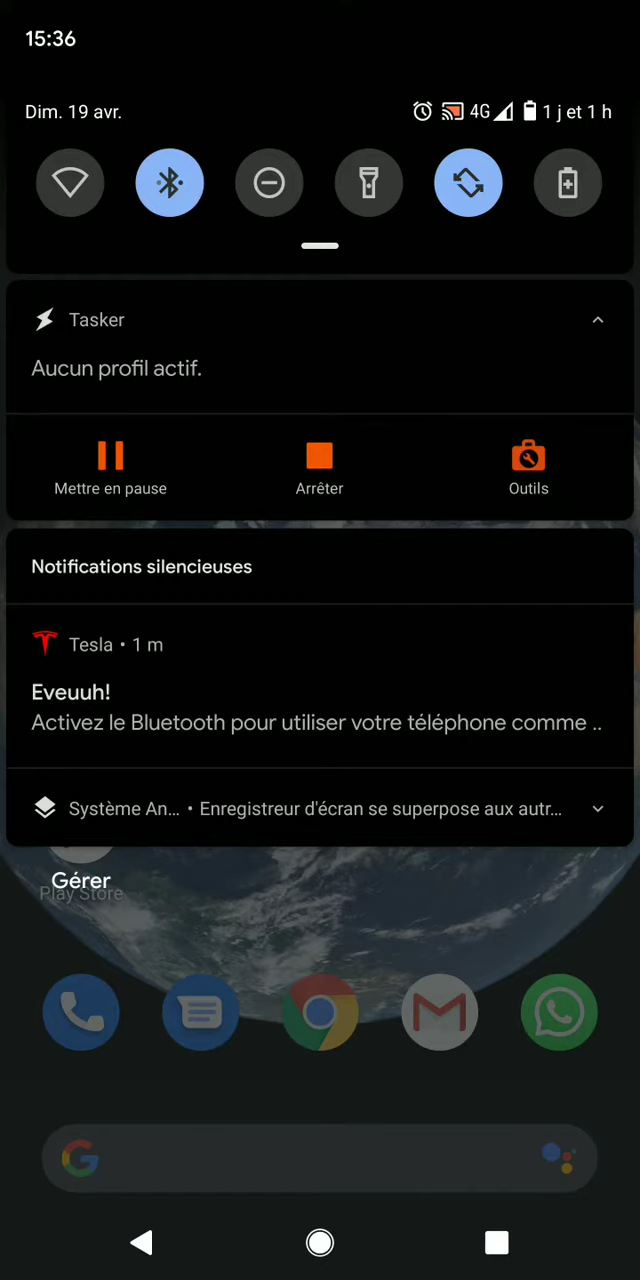 15:36
Dim. 19 avr.
4G 1 j et 1 h
Tasker
Aucun profil actif.
Mettre en pause
Arrêter
Outils
Notifications silencieuses
Tesla • 1 m
Eveuuh!
Activez le Bluetooth pour utiliser votre téléphone comme ..
Système An… • Enregistreur d'écran se superpose aux autr…
Gérer
Play Store